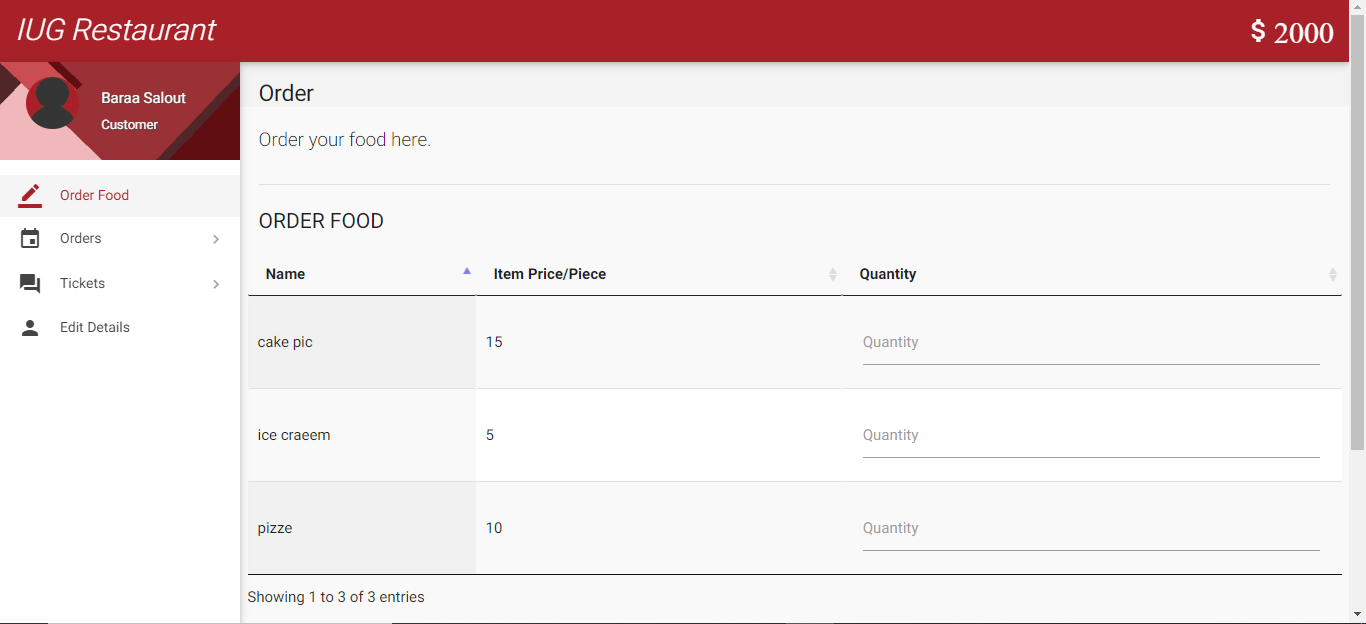 IUG Restaurant
$ 2000
Baraa Salout
Customer
Order Food
Orders
Tickets
Edit Details
Order
Order your food here.
ORDER FOOD
Name Item Price/Piece Quantity
cake pic 15 Quantity
ice craeem 5 Quantity
pizze 10 Quantity
Showing 1 to 3 of 3 entries